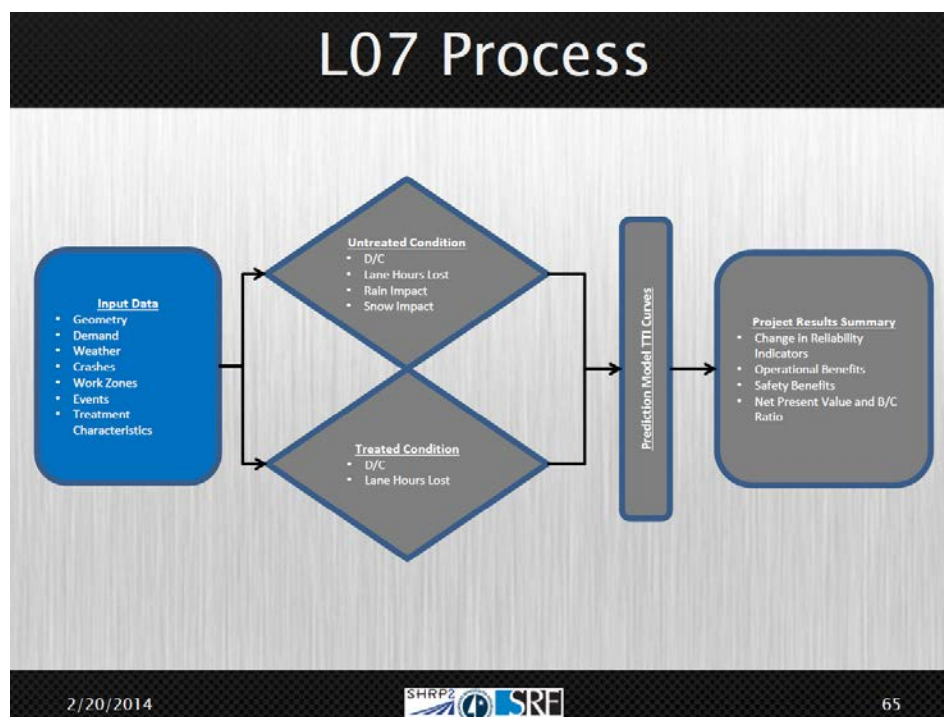 L07 Process
Input Data
• Geometry
• Demand
• Weather
• Crashes
• Work Zones
• Events
• Treatment
Characteristics
Untreated Condition
• D/C
• Lane Hours Lost
• Rain Impact
• Snow Impact
Treated Condition
• D/C
• Lane Hours Lost
Prediction Model TTI Curves
Project Results Summary
• Change in Reliability
Indicators
• Operational Benefits
• Safety Benefits
• Net Present Value and B/C
Ratio
2/20/2014
SHRP2
SRF
65